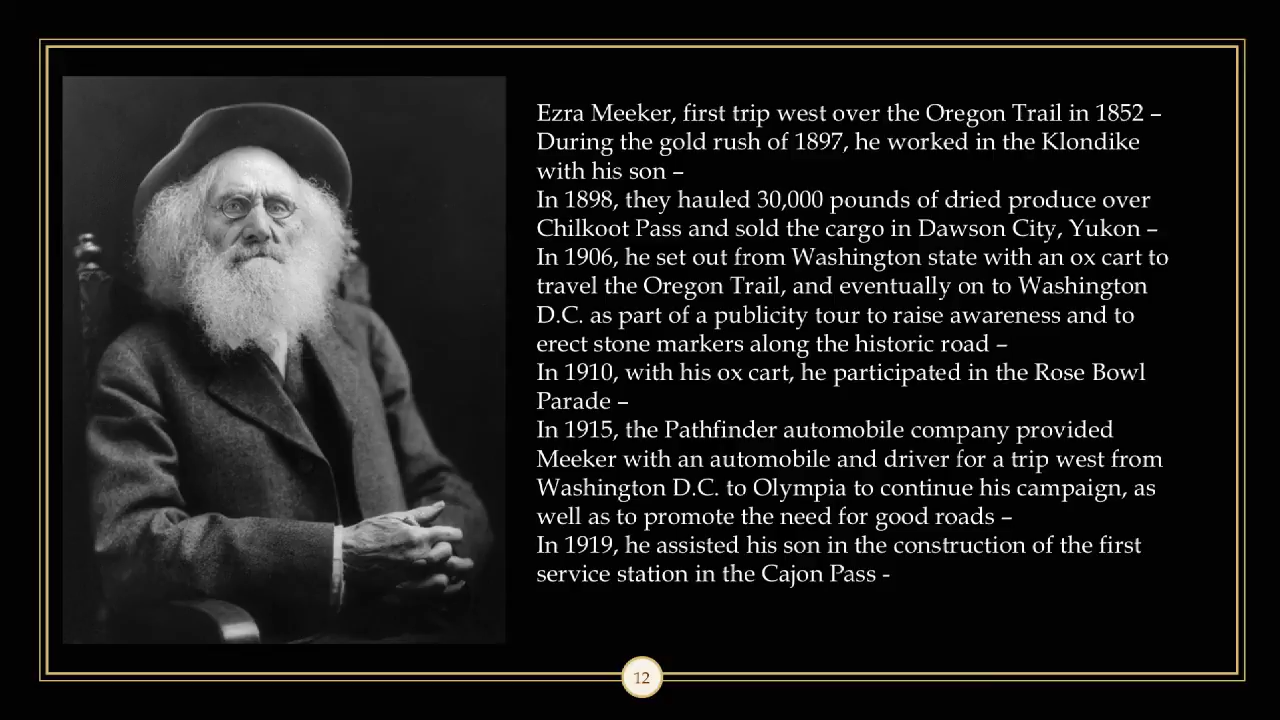 Ezra Meeker, first trip west over the Oregon Trail in 1852 –
During the gold rush of 1897, he worked in the Klondike
with his son –
In 1898, they hauled 30,000 pounds of dried produce over
Chilkoot Pass and sold the cargo in Dawson City, Yukon –
In 1906, he set out from Washington state with an ox cart to
travel the Oregon Trail, and eventually on to Washington
D.C. as part of a publicity tour to raise awareness and to
erect stone markers along the historic road –
In 1910, with his ox cart, he participated in the Rose Bowl
Parade –
In 1915, the Pathfinder automobile company provided
Meeker with an automobile and driver for a trip west from
Washington D.C. to Olympia to continue his campaign, as
well as to promote the need for good roads –
In 1919, he assisted his son in the construction of the first
service station in the Cajon Pass -
12